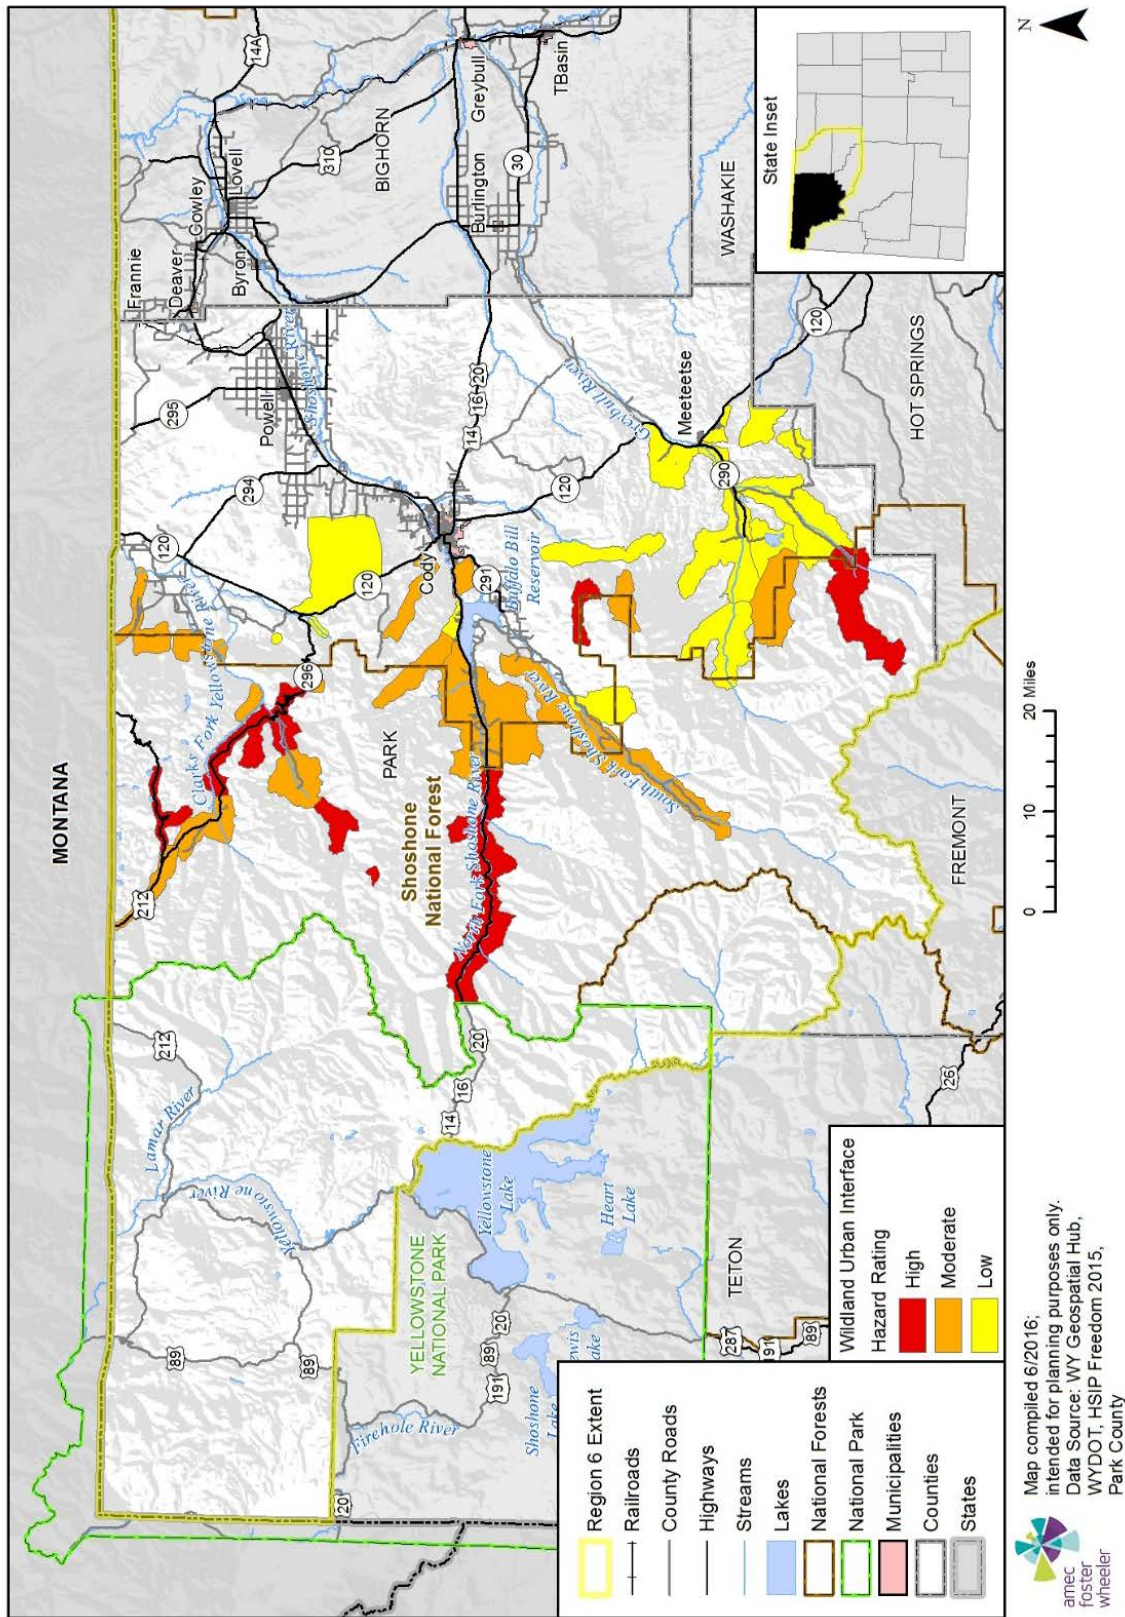 MONTANA
212
89
Lamar River
Yellowstone River
89
20
YELLOWSTONE
NATIONAL PARK
Firehole River
191
89
20
Shoshone
Lake
Lake
Yellowstone
Lake
Heart
Lake
14
16
20
TETON
287
191
89
26
212
Clarks Fork Yellowstone River
296
120
294
295
Shoshone
National Forest
PARK
North Fork Shoshone River
South Fork Shoshone River
Buffalo Bill
Reservoir
291
Cody
120
Powell
Shoshone River
14
16
20
120
Greybull River
Meeteetse
290
120
FREMONT
HOT SPRINGS
WASHAKIE
BIGHORN
Frannie
Deaver
Cowley
Byron
Lovell
14A
310
Burlington
30
Greybull
TBasin
State Inset
N
0
10
20 Miles
Region 6 Extent
Railroads
County Roads
Highways
Streams
Lakes
National Forests
National Park
Municipalities
Counties
States
Wildland Urban Interface
Hazard Rating
High
Moderate
Low
amec
foster
wheeler
Map compiled 6/2016;
intended for planning purposes only.
Data Source: WY Geospatial Hub,
WYDOT, HSIP Freedom 2015,
Park County